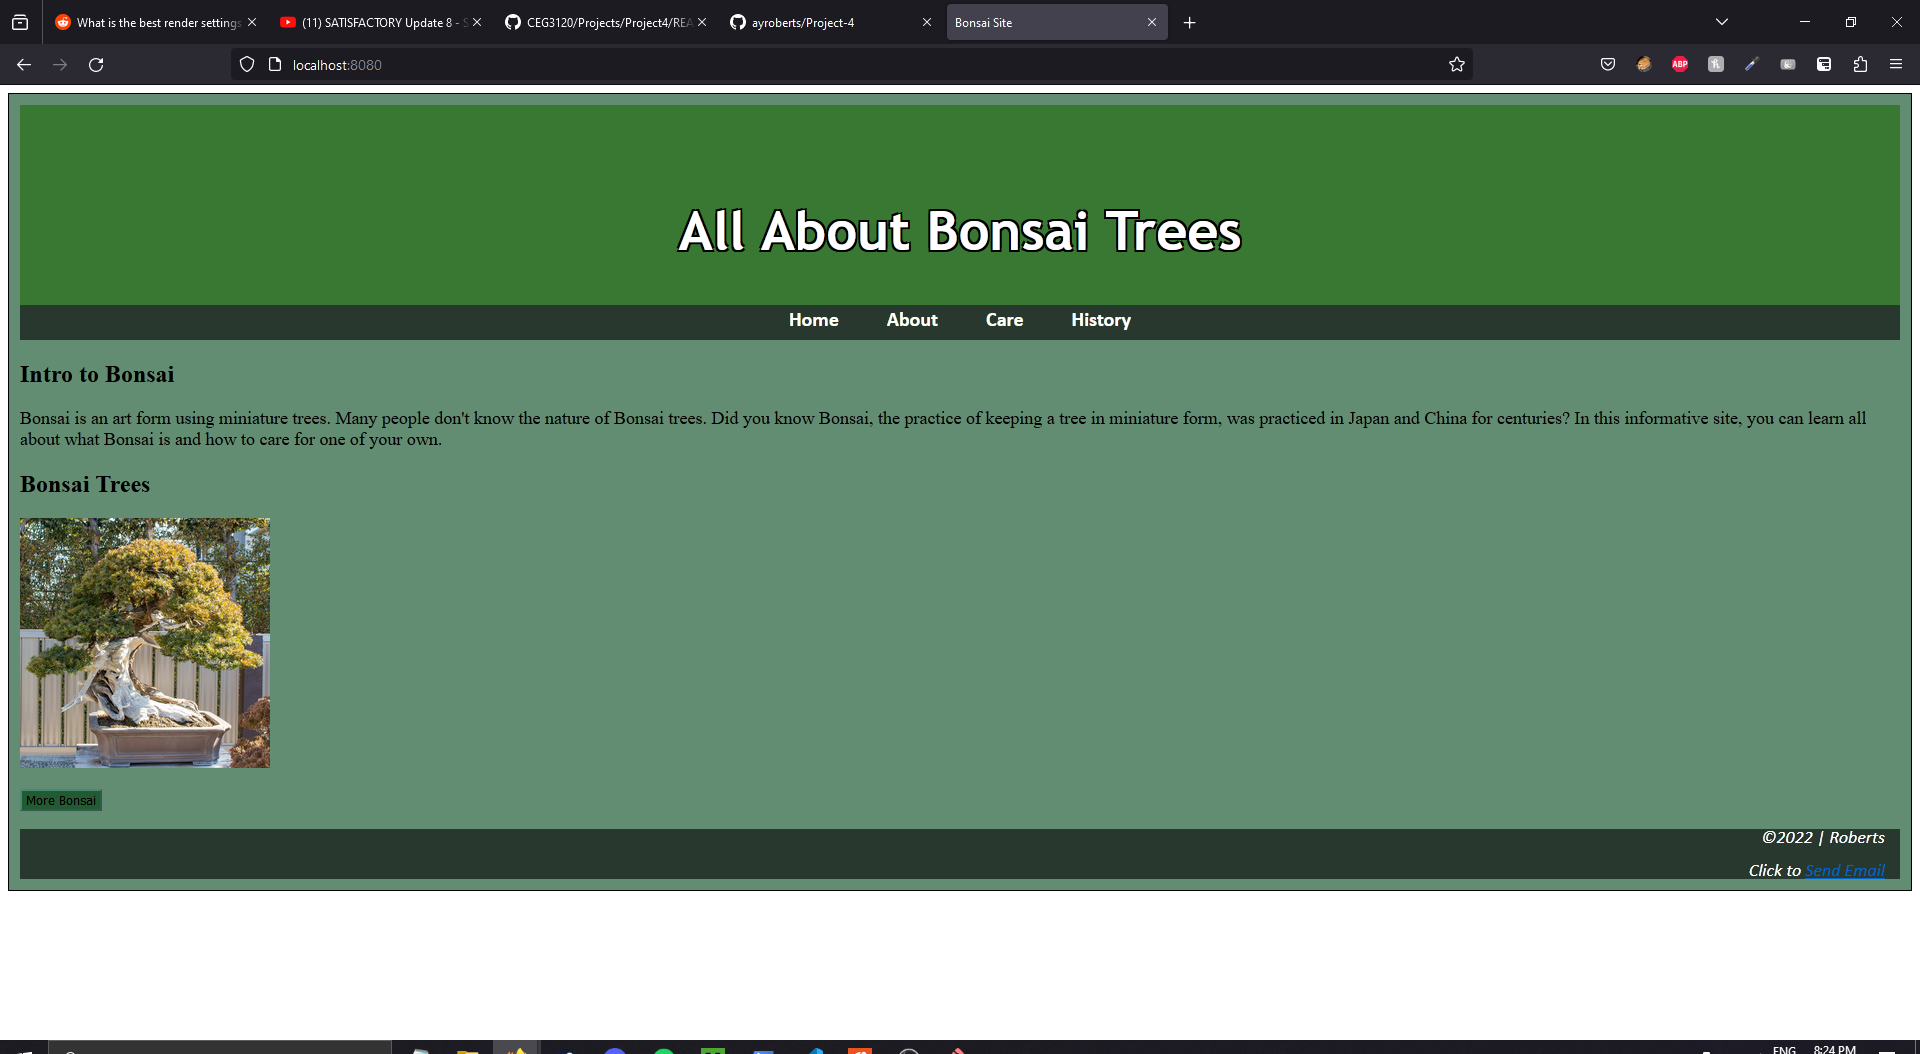 What is the best render settings
(11) SATISFACTORY Update 8 - S
CEG3120/Projects/Project4/REA
ayroberts/Project-4
Bonsai Site
localhost:8080
ABP
All About Bonsai Trees
Home About Care History
Intro to Bonsai
Bonsai is an art form using miniature trees. Many people don't know the nature of Bonsai trees. Did you know Bonsai, the practice of keeping a tree in miniature form, was practiced in Japan and China for centuries? In this informative site, you can learn all
about what Bonsai is and how to care for one of your own.
Bonsai Trees
More Bonsai
©2022 | Roberts
Click to Send Email
ENG 8:24 PM